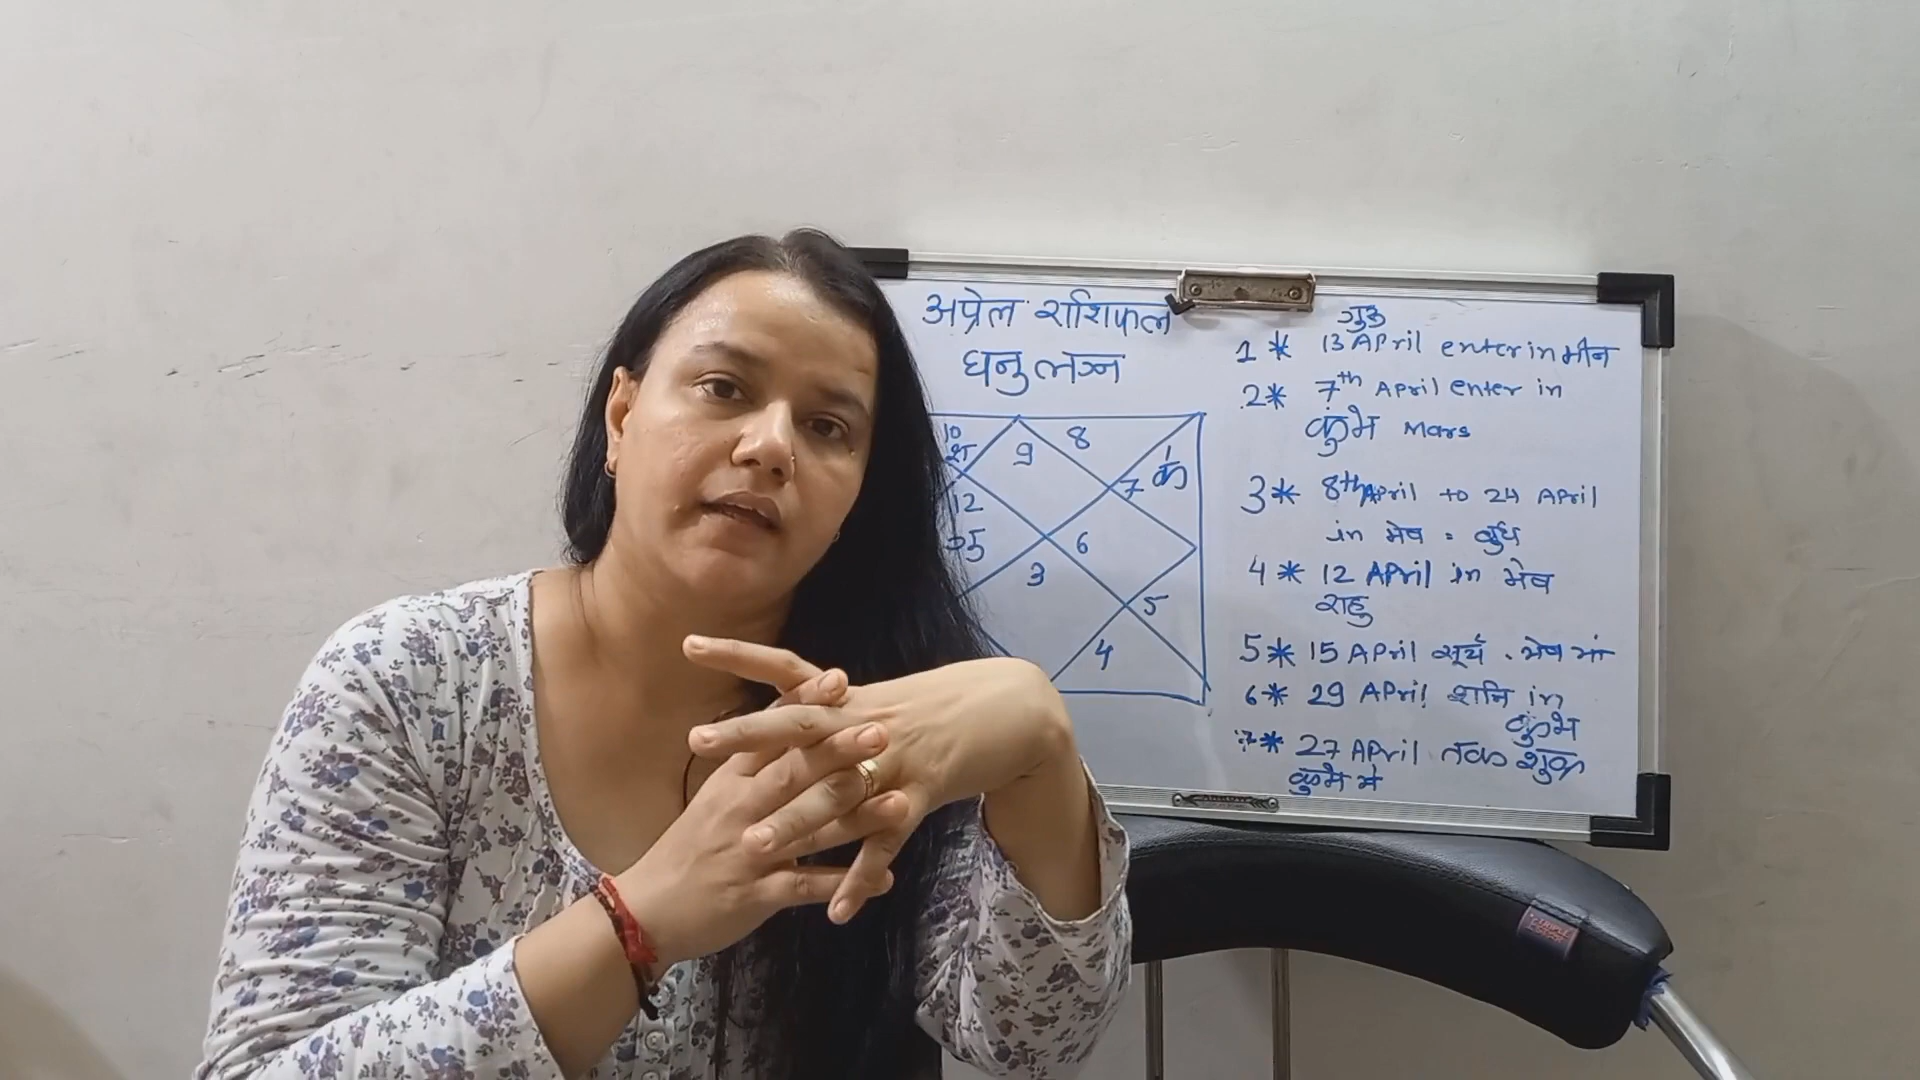 अप्रेल राशिफल
धनु लग्न
10
श
9
8
1
के
7
12
6
3
5
4
गुरु
1 * 13 April enter in मीन
2 * 7th April enter in
कुंभ Mars
3 * 8th April to 24 April
in मेष = बुध
4 * 12 April in मेष
राहु
5 * 15 April सूर्य . मेष मां
6 * 29 April शनि in
कुंभ
7 * 27 April तक शुक्र
कुंभ मे